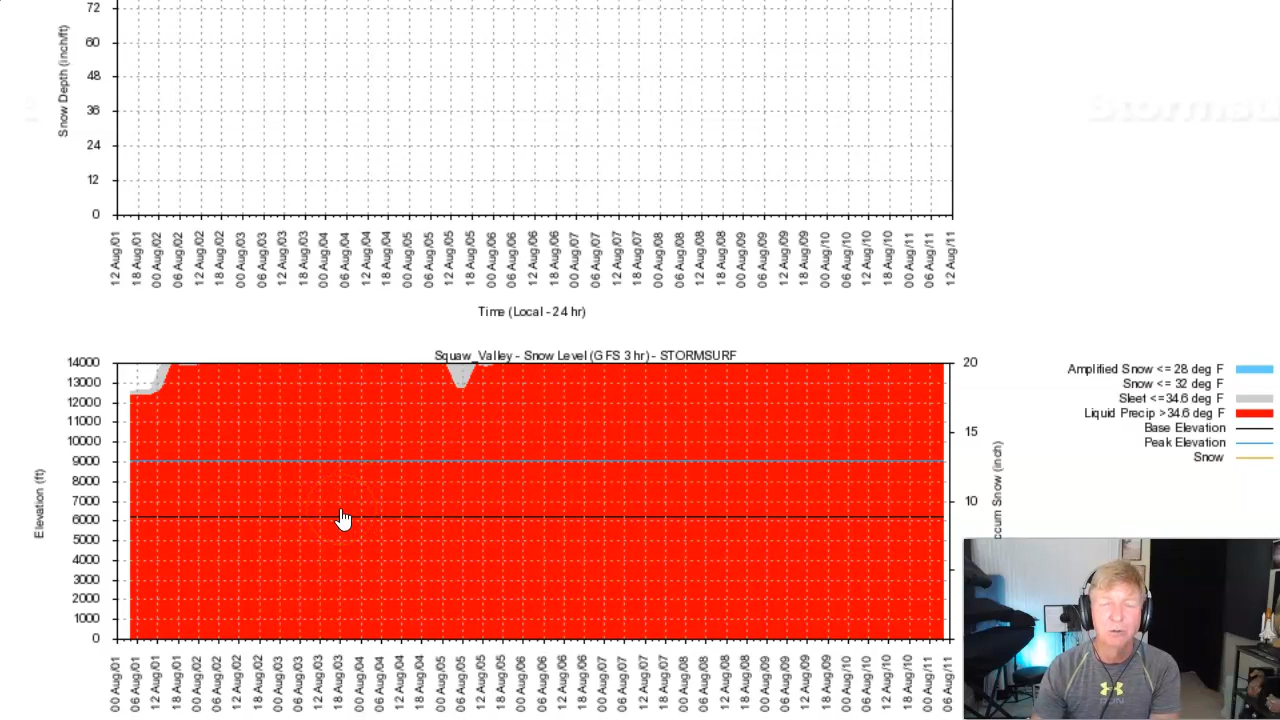 72
60
48
36
24
12
0
Snow Depth (inch/ft)
12 Aug/01
18 Aug/01
00 Aug/02
06 Aug/02
12 Aug/02
18 Aug/02
00 Aug/03
06 Aug/03
12 Aug/03
18 Aug/03
00 Aug/04
06 Aug/04
12 Aug/04
18 Aug/04
00 Aug/05
06 Aug/05
12 Aug/05
18 Aug/05
00 Aug/06
06 Aug/06
12 Aug/06
18 Aug/06
00 Aug/07
06 Aug/07
12 Aug/07
18 Aug/07
00 Aug/08
06 Aug/08
12 Aug/08
18 Aug/08
00 Aug/09
06 Aug/09
12 Aug/09
18 Aug/09
00 Aug/10
06 Aug/10
12 Aug/10
18 Aug/10
00 Aug/11
06 Aug/11
12 Aug/11
Time (Local - 24 hr)
Squaw_Valley - Snow Level (GFS 3 hr) - STORMSURF
14000
13000
12000
11000
10000
9000
8000
7000
6000
5000
4000
3000
2000
1000
0
Elevation (ft)
20
15
10
ccum Snow (inch)
Amplified Snow <= 28 deg F
Snow <= 32 deg F
Sleet <=34.6 deg F
Liquid Precip >34.6 deg F
Base Elevation
Peak Elevation
Snow
00 Aug/01
06 Aug/01
12 Aug/01
18 Aug/01
00 Aug/02
06 Aug/02
12 Aug/02
18 Aug/02
00 Aug/03
06 Aug/03
12 Aug/03
18 Aug/03
00 Aug/04
06 Aug/04
12 Aug/04
18 Aug/04
00 Aug/05
06 Aug/05
12 Aug/05
18 Aug/05
00 Aug/06
06 Aug/06
12 Aug/06
18 Aug/06
00 Aug/07
06 Aug/07
12 Aug/07
18 Aug/07
00 Aug/08
06 Aug/08
12 Aug/08
18 Aug/08
00 Aug/09
06 Aug/09
12 Aug/09
18 Aug/09
00 Aug/10
06 Aug/10
12 Aug/10
18 Aug/10
00 Aug/11
06 Aug/11